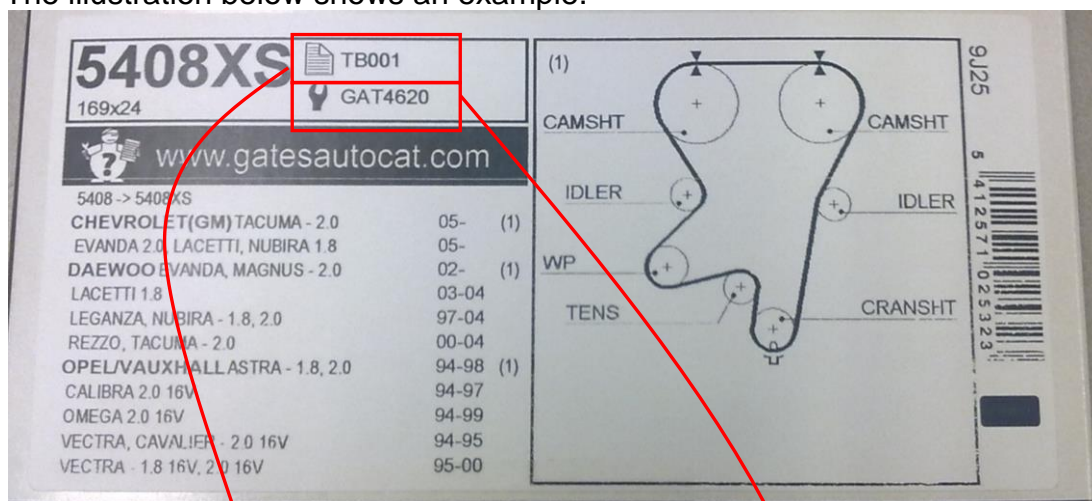 The illustration below shows an example:
5408XS
TB001
169x24
GAT4620
www.gatesautocat.com
5408 -> 5408XS
CHEVROLET(GM) TACUMA - 2.0 05- (1)
EVANDA 2.0, LACETTI, NUBIRA 1.8 05-
DAEWOO EVANDA, MAGNUS - 2.0 02- (1)
LACETTI 1.8 03-04
LEGANZA, NUBIRA - 1.8, 2.0 97-04
REZZO, TACUMA - 2.0 00-04
OPEL/VAUXHALL ASTRA - 1.8, 2.0 94-98 (1)
CALIBRA 2.0 16V 94-97
OMEGA 2.0 16V 94-99
VECTRA, CAVALIER - 2.0 16V 94-95
VECTRA - 1.8 16V, 2.0 16V 95-00
(1)
CAMSHT
CAMSHT
IDLER
IDLER
WP
TENS
CRANSHT
9J25
5 412571 025323